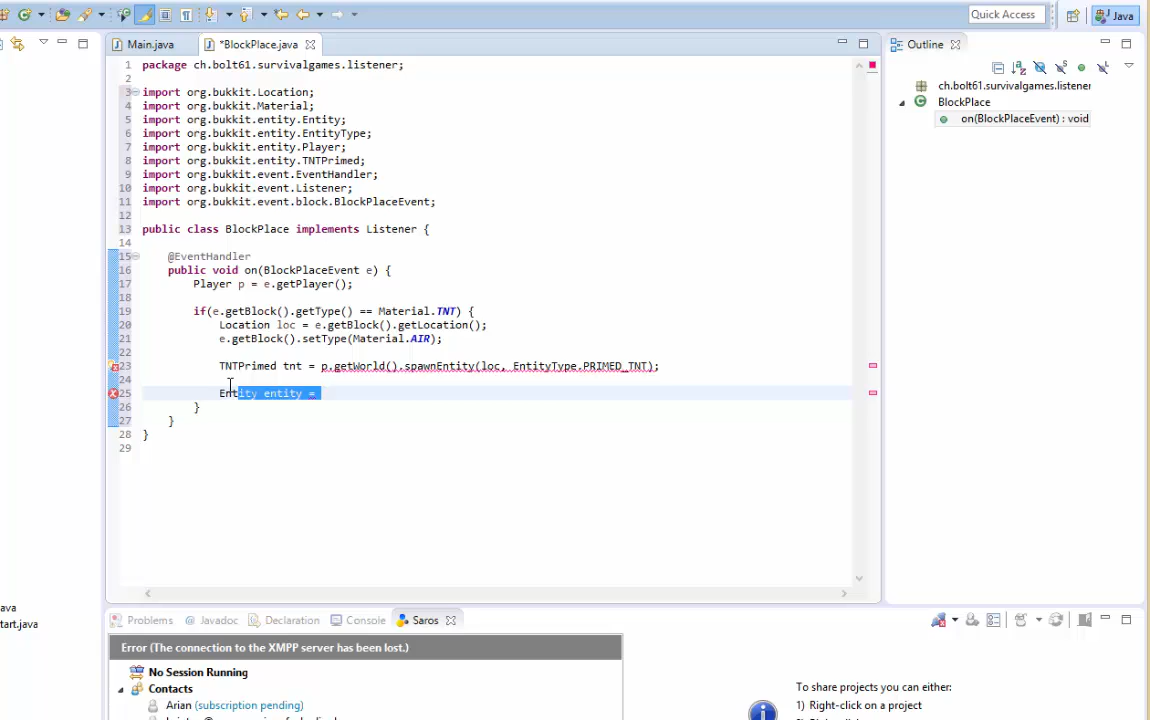 Quick Access
Java
Main.java
*BlockPlace.java
Outline
1 package ch.bolt61.survivalgames.listener;
2
3 import org.bukkit.Location;
4 import org.bukkit.Material;
5 import org.bukkit.entity.Entity;
6 import org.bukkit.entity.EntityType;
7 import org.bukkit.entity.Player;
8 import org.bukkit.entity.TNTPrimed;
9 import org.bukkit.event.EventHandler;
10 import org.bukkit.event.Listener;
11 import org.bukkit.event.block.BlockPlaceEvent;
12
13 public class BlockPlace implements Listener {
14
15 @EventHandler
16 public void on(BlockPlaceEvent e) {
17 Player p = e.getPlayer();
18
19 if(e.getBlock().getType() == Material.TNT) {
20 Location loc = e.getBlock().getLocation();
21 e.getBlock().setType(Material.AIR);
22
23 TNTPrimed tnt = p.getWorld().spawnEntity(loc, EntityType.PRIMED_TNT);
24
25 Entity entity =
26 }
27 }
28 }
29
ch.bolt61.survivalgames.listener
BlockPlace
on(BlockPlaceEvent) : void
ava
tart.java
Problems
@ Javadoc
Declaration
Console
Saros
Error (The connection to the XMPP server has been lost.)
No Session Running
Contacts
Arian (subscription pending)
To share projects you can either:
1) Right-click on a project